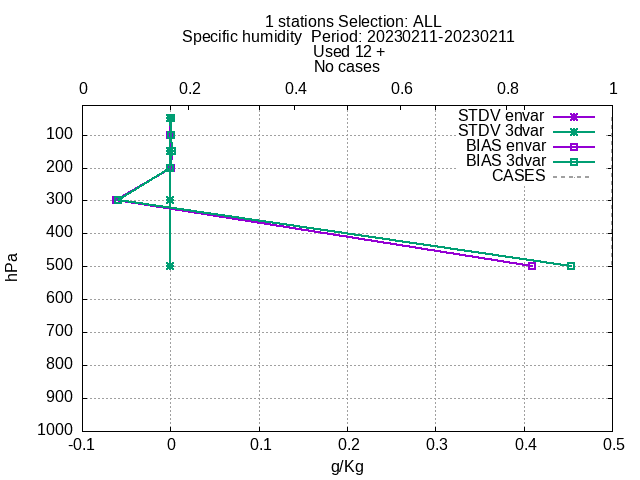 1 stations Selection: ALL
Specific humidity  Period: 20230211-20230211
Used 12 +
No cases
0 0.2 0.4 0.6 0.8 1
STDV envar
STDV 3dvar
BIAS envar
BIAS 3dvar
CASES
100
200
300
400
500
600
700
800
900
1000
hPa
-0.1 0 0.1 0.2 0.3 0.4 0.5
g/Kg